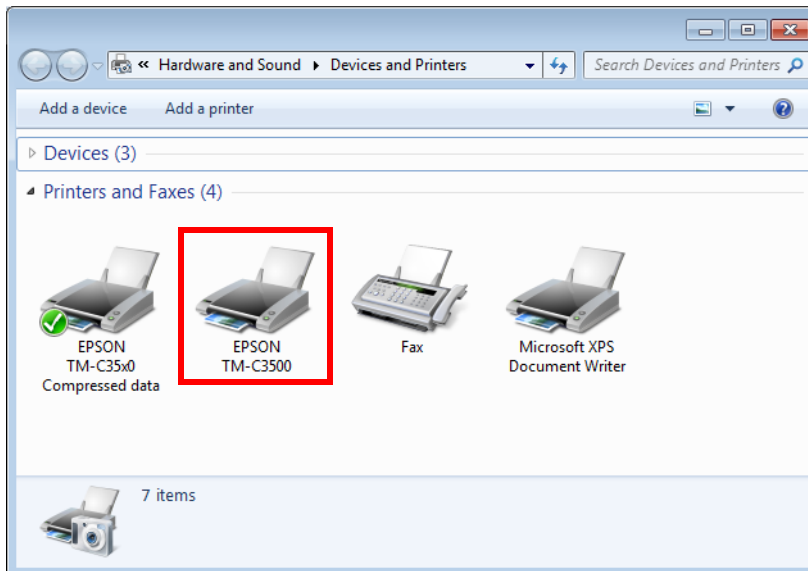 « Hardware and Sound ▸ Devices and Printers
Search Devices and Printers
Add a device Add a printer
Devices (3)
Printers and Faxes (4)
EPSON
TM-C35x0
Compressed data
EPSON
TM-C3500
Fax
Microsoft XPS
Document Writer
7 items